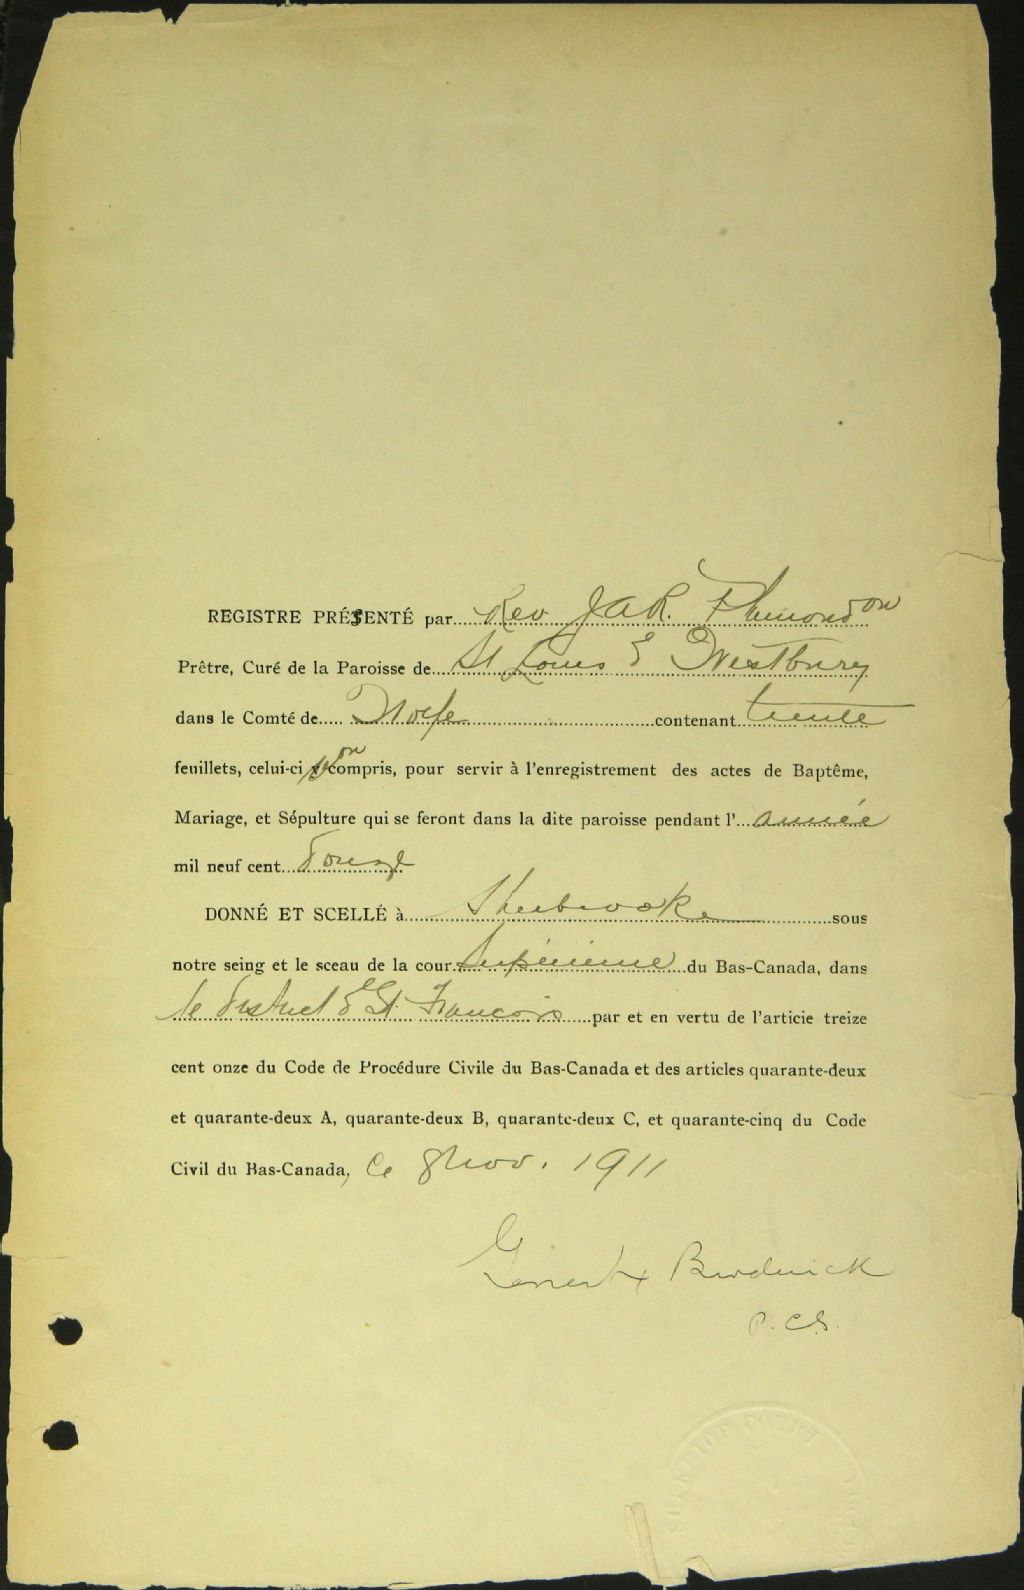 REGISTRE PRÉSENTÉ par Rev J A R. Plamondon
Prêtre, Curé de la Paroisse de St Louis d Westbury
dans le Comté de Wolfe contenant trente
feuillets, celui-ci non compris, pour servir à l'enregistrement des actes de Baptême,
Mariage, et Sépulture qui se feront dans la dite paroisse pendant l' année
mil neuf cent douze
DONNÉ ET SCELLÉ à Sherbrooke sous
notre seing et le sceau de la cour Supérieure du Bas-Canada, dans
le district de St François par et en vertu de l'articie treize
cent onze du Code de Procédure Civile du Bas-Canada et des articles quarante-deux
et quarante-deux A, quarante-deux B, quarante-deux C, et quarante-cinq du Code
Civil du Bas-Canada, Ce 8 Nov. 1911
Genest & Broderick
P. C S.
SUPERIOR COURT